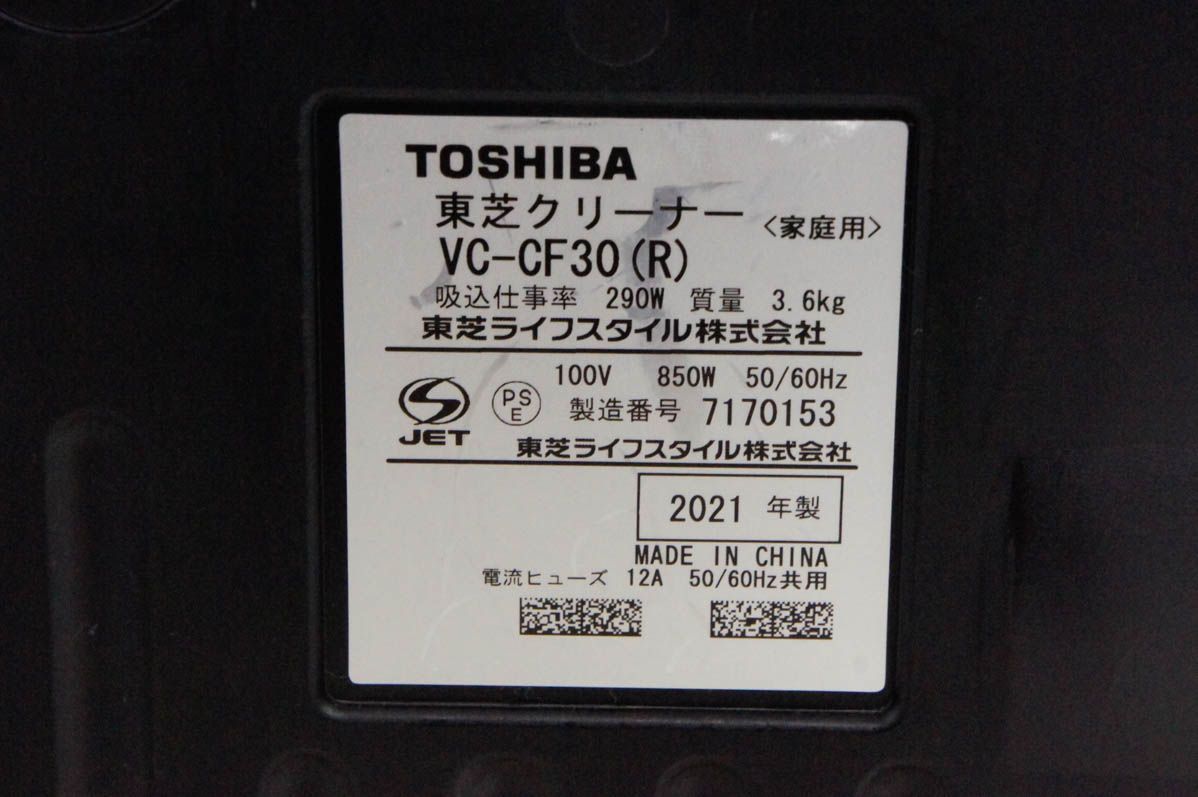 TOSHIBA
東芝クリーナー 〈家庭用〉
VC-CF30(R)
吸込仕事率 290W 質量 3.6kg
東芝ライフスタイル株式会社
100V 850W 50/60Hz
JET PSE 製造番号 7170153
東芝ライフスタイル株式会社
2021 年製
MADE IN CHINA
電流ヒューズ 12A 50/60Hz共用